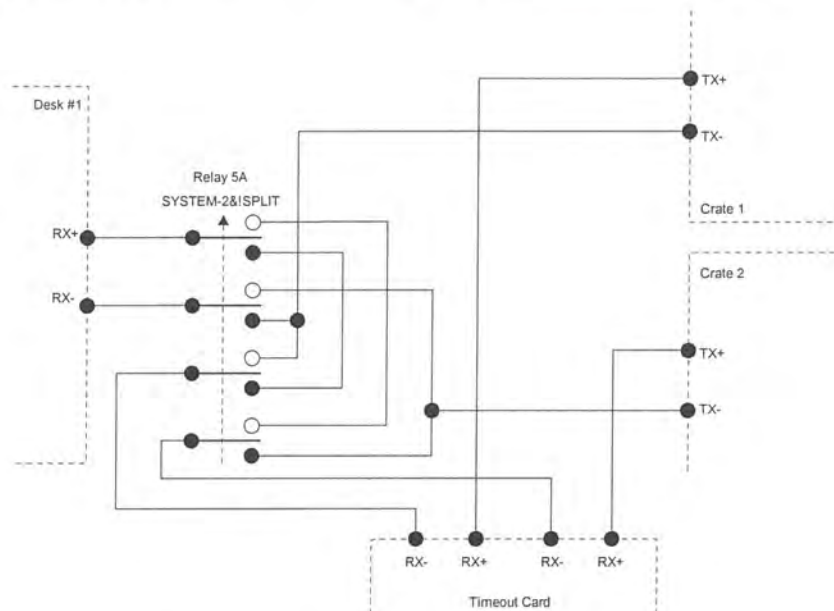 TX+
Desk #1
TX-
Relay 5A
SYSTEM-2&!SPLIT
Crate 1
RX+
Crate 2
RX-
TX+
TX-
RX- RX+ RX- RX+
Timeout Card